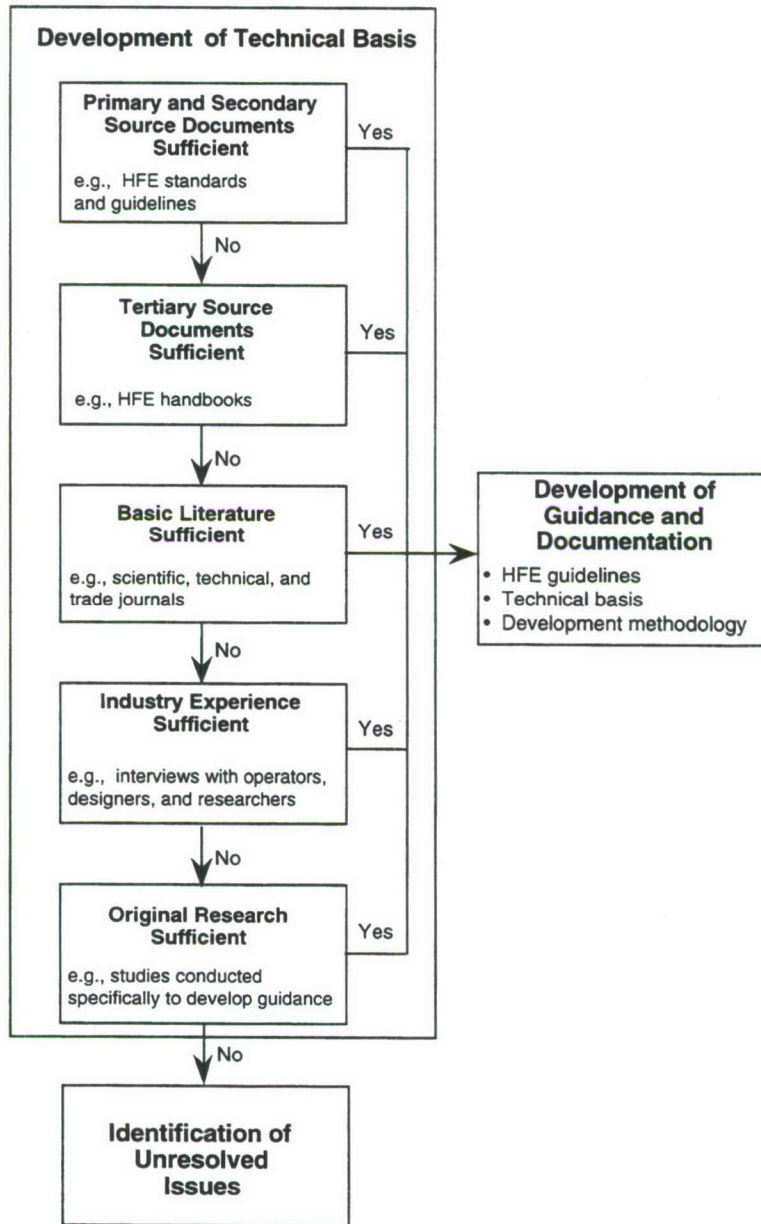 Development of Technical Basis
Primary and Secondary
Source Documents
Sufficient
e.g., HFE standards
and guidelines
Yes
No
Tertiary Source
Documents
Sufficient
e.g., HFE handbooks
Yes
No
Basic Literature
Sufficient
e.g., scientific, technical, and
trade journals
Yes
No
Industry Experience
Sufficient
e.g., interviews with operators,
designers, and researchers
Yes
No
Original Research
Sufficient
e.g., studies conducted
specifically to develop guidance
Yes
No
Identification of
Unresolved
Issues
Development of
Guidance and
Documentation
• HFE guidelines
• Technical basis
• Development methodology